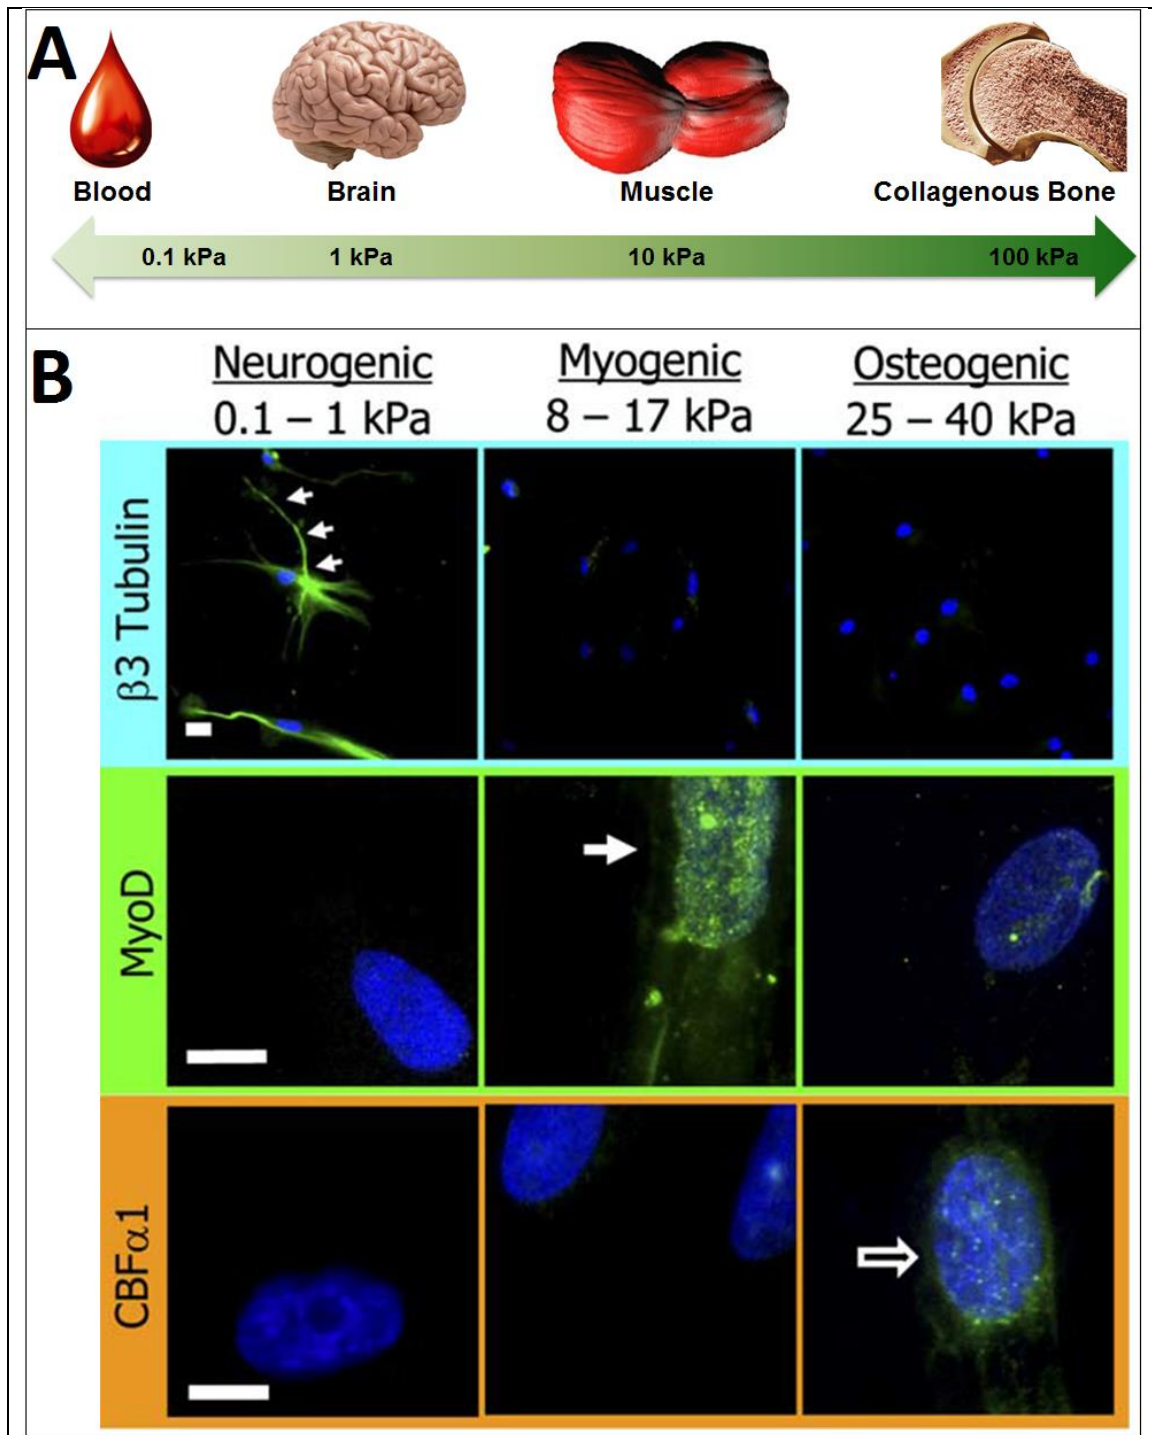 A
Blood Brain Muscle Collagenous Bone
0.1 kPa 1 kPa 10 kPa 100 kPa
B
Neurogenic Myogenic Osteogenic
0.1 – 1 kPa 8 – 17 kPa 25 – 40 kPa
β3 Tubulin
MyoD
CBFα1